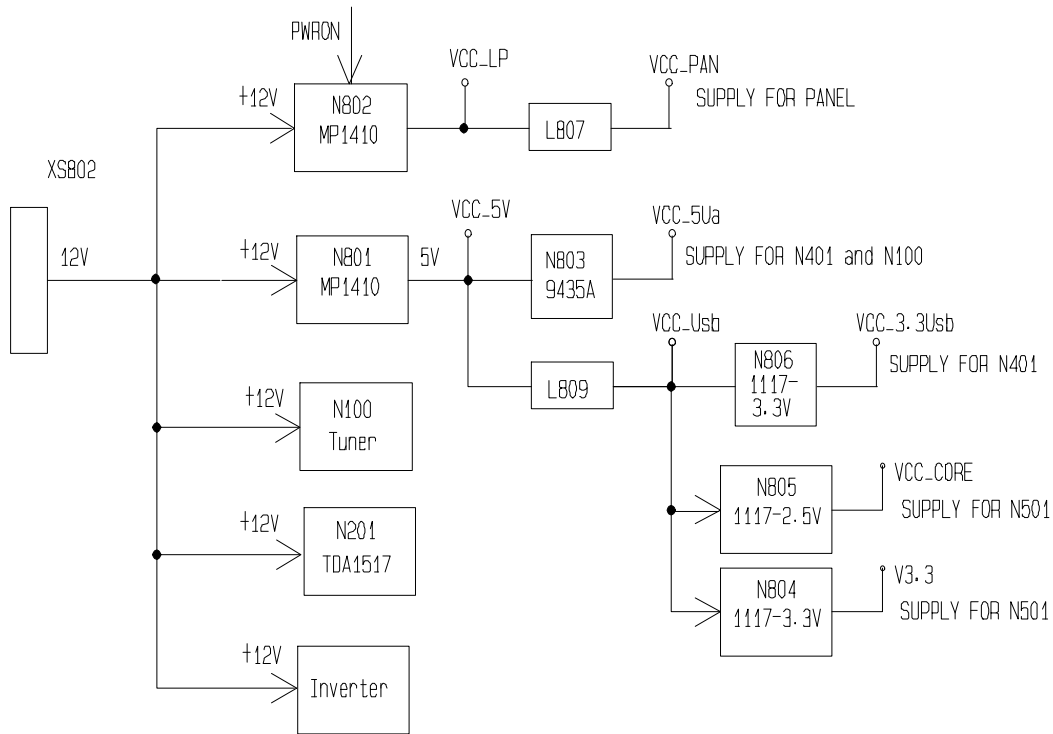 PWRON
VCC_LP
VCC_PAN
SUPPLY FOR PANEL
+12V
N802
MP1410
L807
XS802
12V
VCC_5V
VCC_5Va
+12V
N801
MP1410
5V
N803
9435A
SUPPLY FOR N401 and N100
VCC_Usb
VCC_3.3Usb
L809
N806
1117-
3.3V
SUPPLY FOR N401
+12V
N100
Tuner
N805
1117-2.5V
VCC_CORE
SUPPLY FOR N501
+12V
N201
TDA1517
N804
1117-3.3V
V3.3
SUPPLY FOR N501
+12V
Inverter